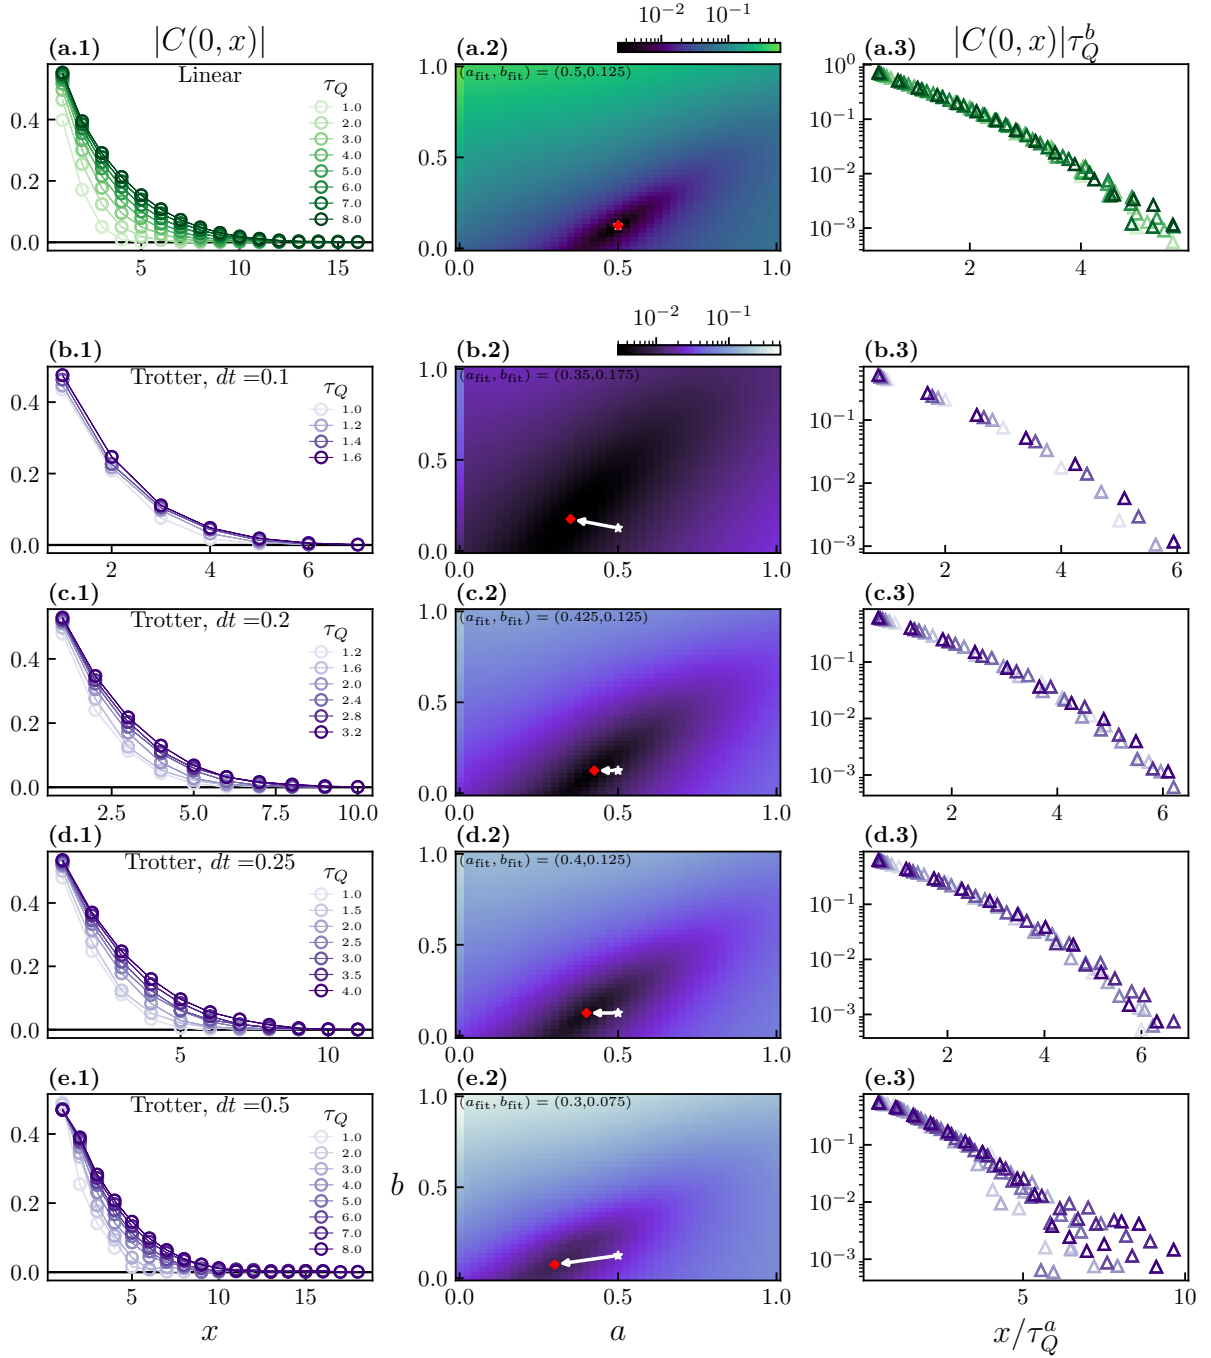 |C(0, x)|
|C(0, x)|τ_Q^b
10⁻² 10⁻¹
(a.1) (a.2) (a.3)
Linear
τ_Q
1.0
2.0
3.0
4.0
5.0
6.0
7.0
8.0
0.4
0.2
0.0
5 10 15
(a_fit, b_fit) = (0.5,0.125)
1.0
0.5
0.0
0.0 0.5 1.0
10⁰
10⁻¹
10⁻²
10⁻³
2 4
10⁻² 10⁻¹
(b.1) (b.2) (b.3)
Trotter, dt =0.1
τ_Q
1.0
1.2
1.4
1.6
0.4
0.2
0.0
2 4 6
(a_fit, b_fit) = (0.35,0.175)
1.0
0.5
0.0
0.0 0.5 1.0
10⁻¹
10⁻²
10⁻³
2 4 6
(c.1) (c.2) (c.3)
Trotter, dt =0.2
τ_Q
1.2
1.6
2.0
2.4
2.8
3.2
0.4
0.2
0.0
2.5 5.0 7.5 10.0
(a_fit, b_fit) = (0.425,0.125)
1.0
0.5
0.0
0.0 0.5 1.0
10⁻¹
10⁻²
10⁻³
2 4 6
(d.1) (d.2) (d.3)
Trotter, dt =0.25
τ_Q
1.0
1.5
2.0
2.5
3.0
3.5
4.0
0.4
0.2
0.0
5 10
(a_fit, b_fit) = (0.4,0.125)
1.0
0.5
0.0
0.0 0.5 1.0
10⁻¹
10⁻²
10⁻³
2 4 6
(e.1) (e.2) (e.3)
Trotter, dt =0.5
τ_Q
1.0
2.0
3.0
4.0
5.0
6.0
7.0
8.0
0.4
0.2
0.0
5 10 15
x
(a_fit, b_fit) = (0.3,0.075)
b
1.0
0.5
0.0
0.0 0.5 1.0
a
10⁻¹
10⁻²
10⁻³
5 10
x/τ_Q^a